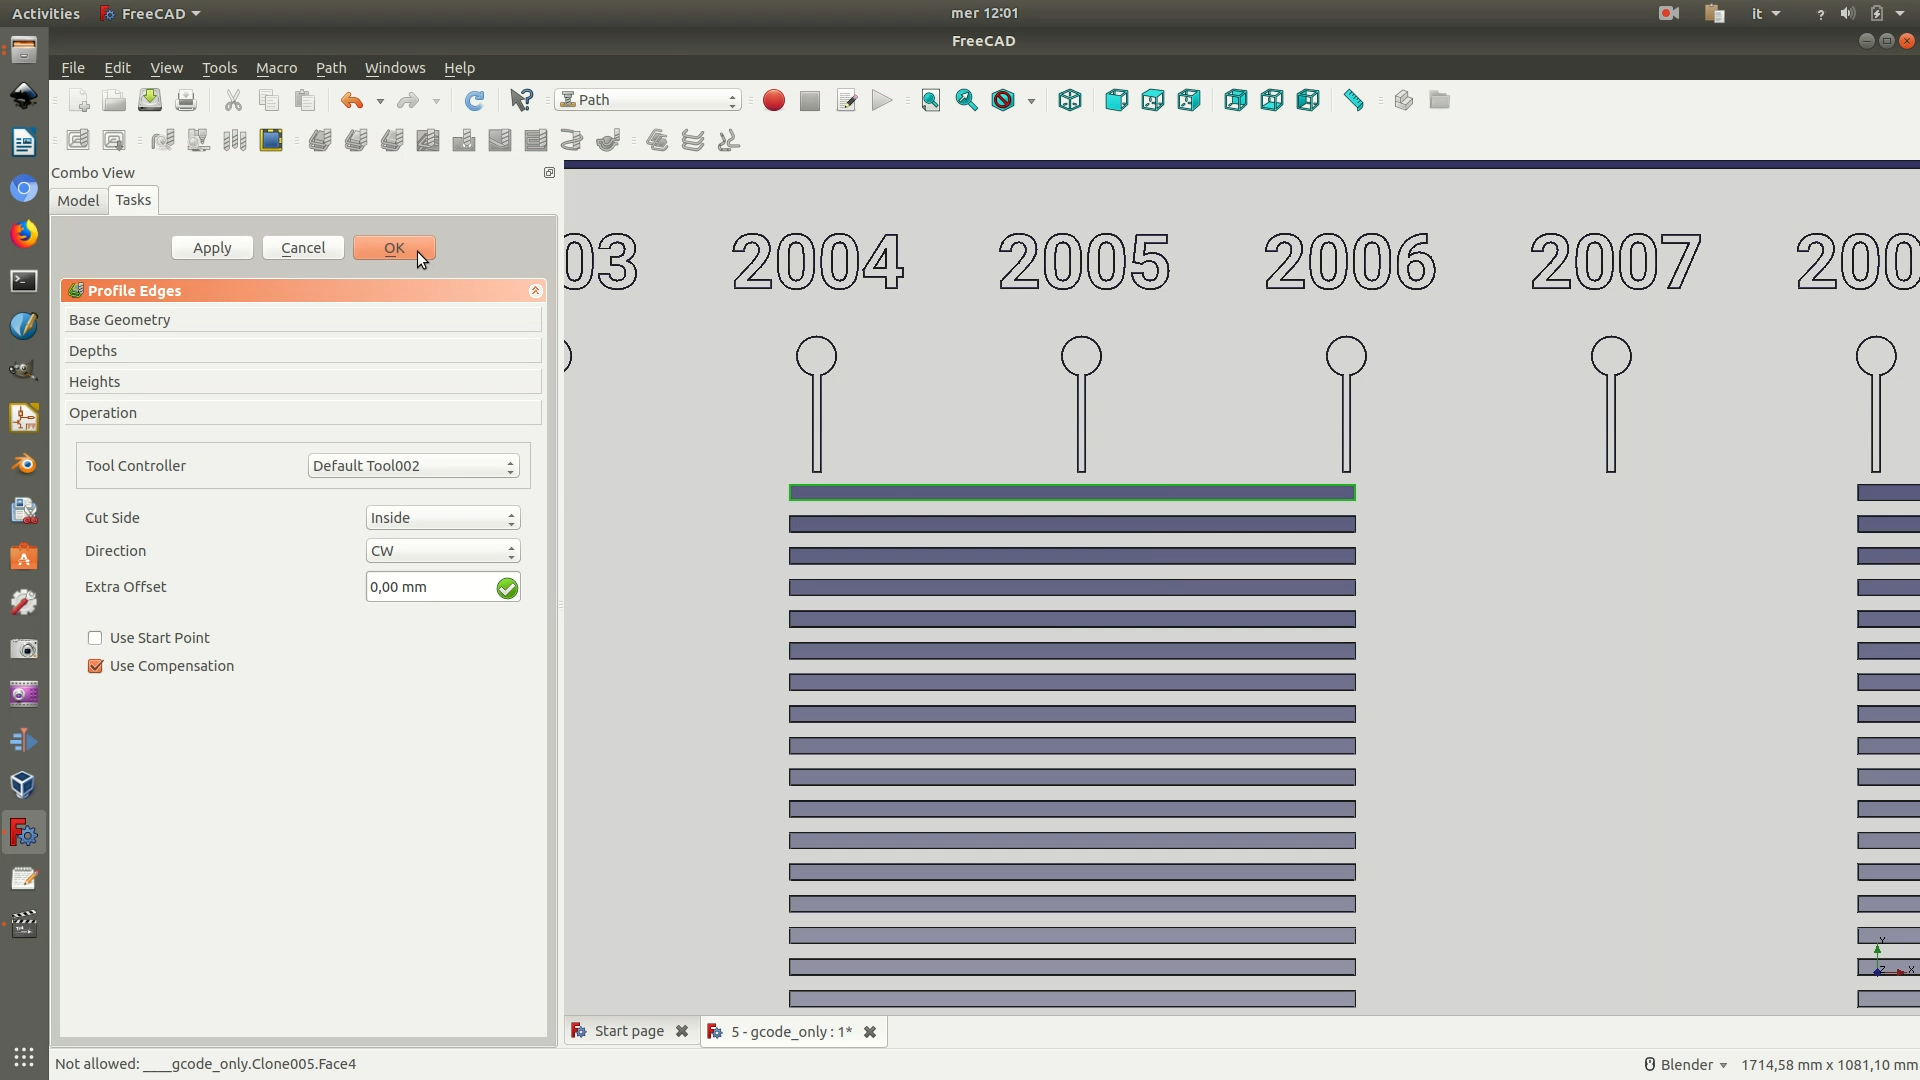 Activities FreeCAD mer 12:01 it ?
FreeCAD
File Edit View Tools Macro Path Windows Help
Path
Combo View
Model Tasks
Apply Cancel OK
Profile Edges
Base Geometry
Depths
Heights
Operation
Tool Controller Default Tool002
Cut Side Inside
Direction CW
Extra Offset 0,00 mm
Use Start Point
Use Compensation
03 2004 2005 2006 2007 200
Y
Z X
Start page 5 - gcode_only : 1*
Not allowed: ____gcode_only.Clone005.Face4 Blender 1714,58 mm x 1081,10 mm